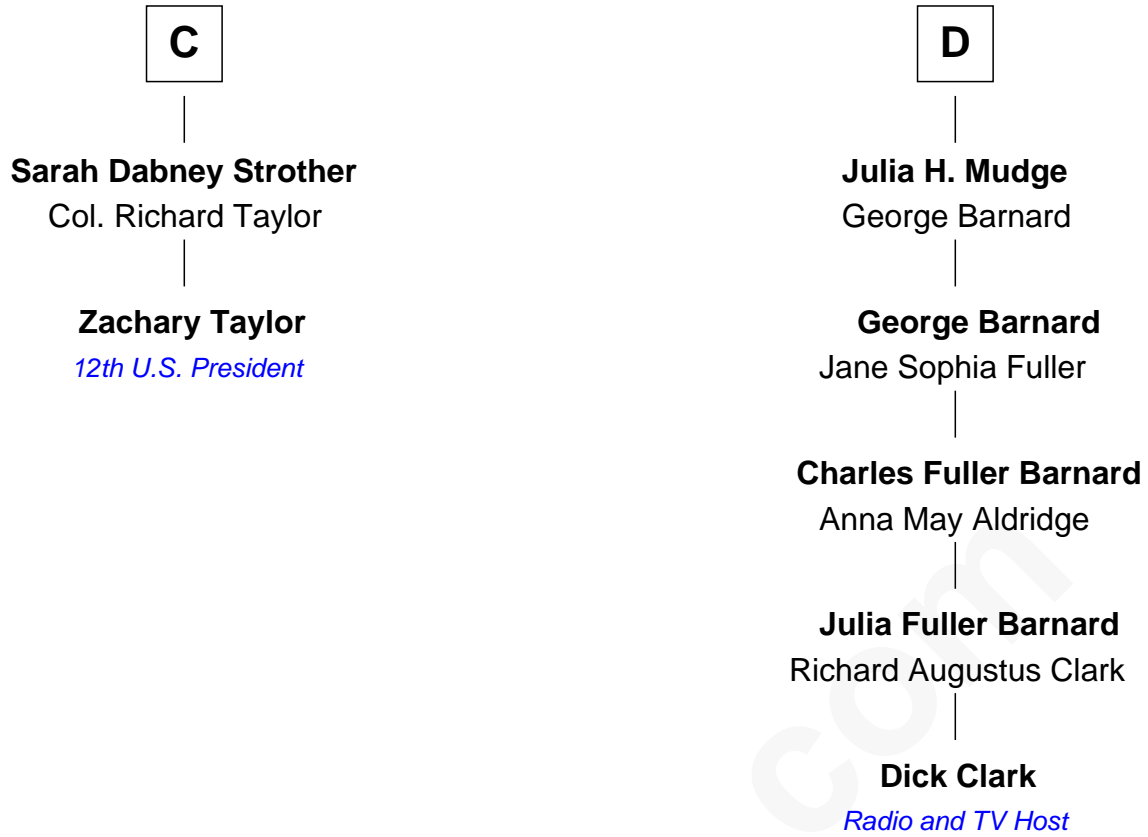 C
Sarah Dabney Strother
Col. Richard Taylor
Zachary Taylor
12th U.S. President
D
Julia H. Mudge
George Barnard
George Barnard
Jane Sophia Fuller
Charles Fuller Barnard
Anna May Aldridge
Julia Fuller Barnard
Richard Augustus Clark
Dick Clark
Radio and TV Host
com